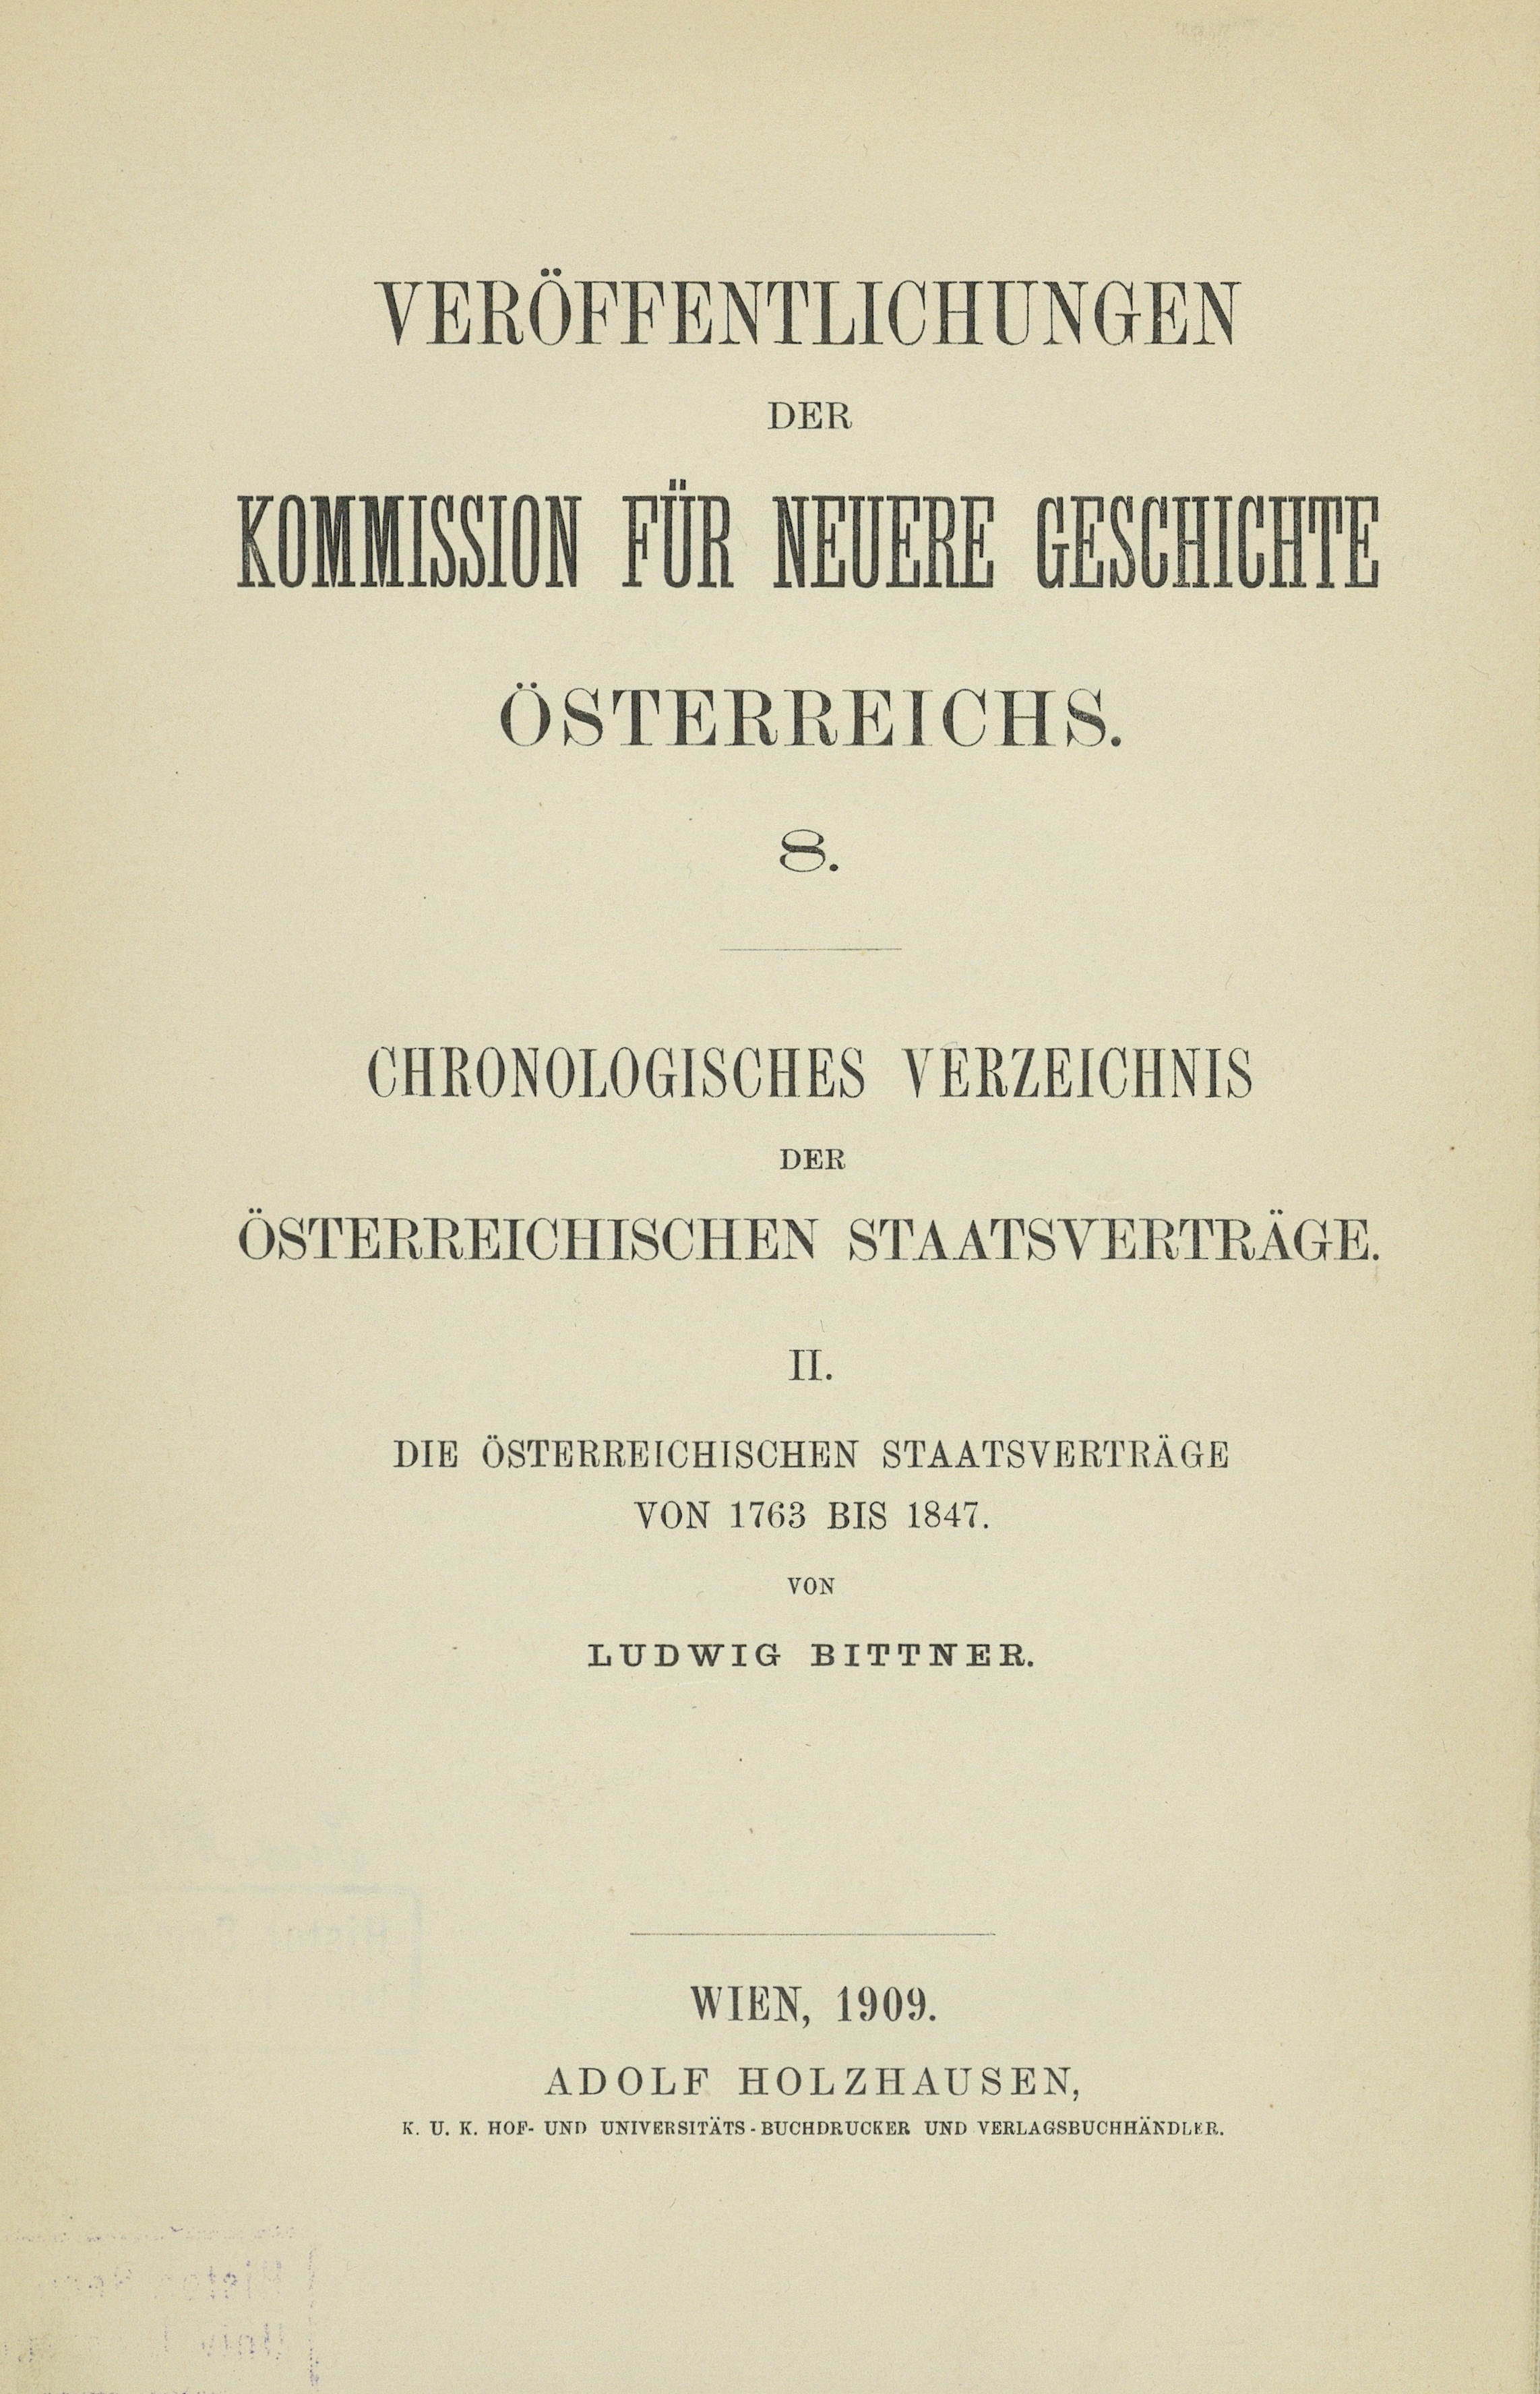 VERÖFFENTLICHUNGEN
DER
KOMMISSION FÜR NEUERE GESCHICHTE
ÖSTERREICHS.
8.
CHRONOLOGISCHES VERZEICHNIS
DER
ÖSTERREICHISCHEN STAATSVERTRÄGE.
II.
DIE ÖSTERREICHISCHEN STAATSVERTRÄGE
VON 1763 BIS 1847.
VON
LUDWIG BITTNER.
WIEN, 1909.
ADOLF HOLZHAUSEN,
K. U. K. HOF- UND UNIVERSITÄTS-BUCHDRUCKER UND VERLAGSBUCHHÄNDLER.